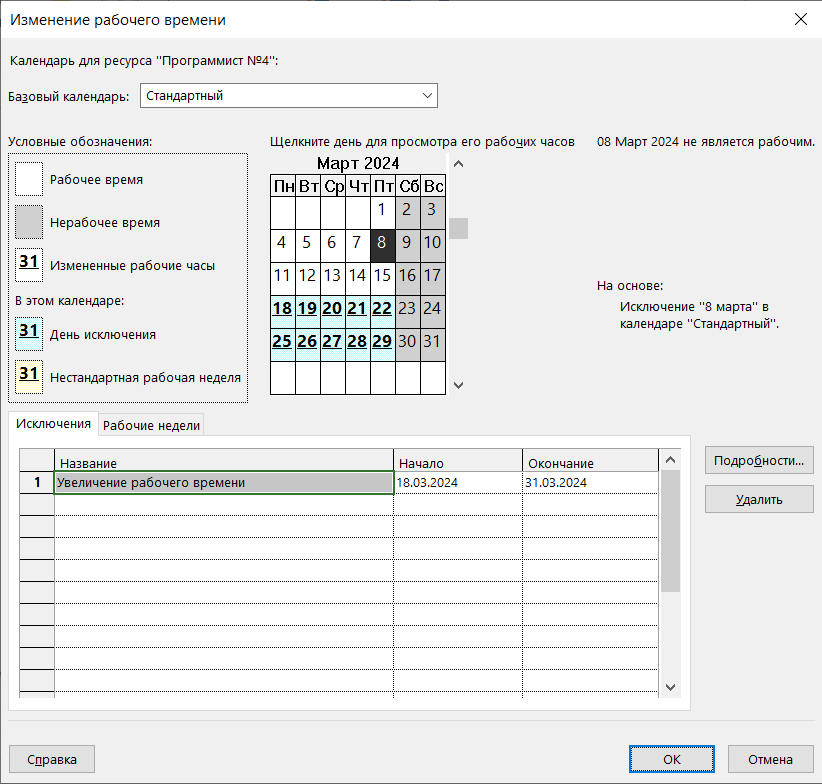 Изменение рабочего времени
Календарь для ресурса "Программист №4":
Базовый календарь: Стандартный
Условные обозначения:
Рабочее время
Нерабочее время
31 Измененные рабочие часы
В этом календаре:
31 День исключения
31 Нестандартная рабочая неделя
Щелкните день для просмотра его рабочих часов
Март 2024
Пн Вт Ср Чт Пт Сб Вс
1 2 3
4 5 6 7 8 9 10
11 12 13 14 15 16 17
18 19 20 21 22 23 24
25 26 27 28 29 30 31
08 Март 2024 не является рабочим.
На основе:
Исключение "8 марта" в
календаре "Стандартный".
Исключения Рабочие недели
Название Начало Окончание
1 Увеличение рабочего времени 18.03.2024 31.03.2024
Подробности...
Удалить
Справка ОК Отмена